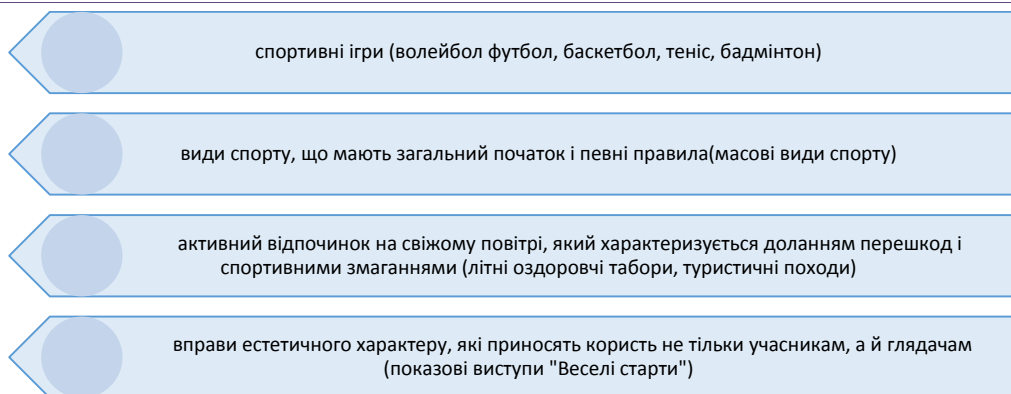 спортивні ігри (волейбол футбол, баскетбол, теніс, бадмінтон)
види спорту, що мають загальний початок і певні правила(масові види спорту)
активний відпочинок на свіжому повітрі, який характеризується доланням перешкод і
спортивними змаганнями (літні оздоровчі табори, туристичні походи)
вправи естетичного характеру, які приносять користь не тільки учасникам, а й глядачам
(показові виступи "Веселі старти")